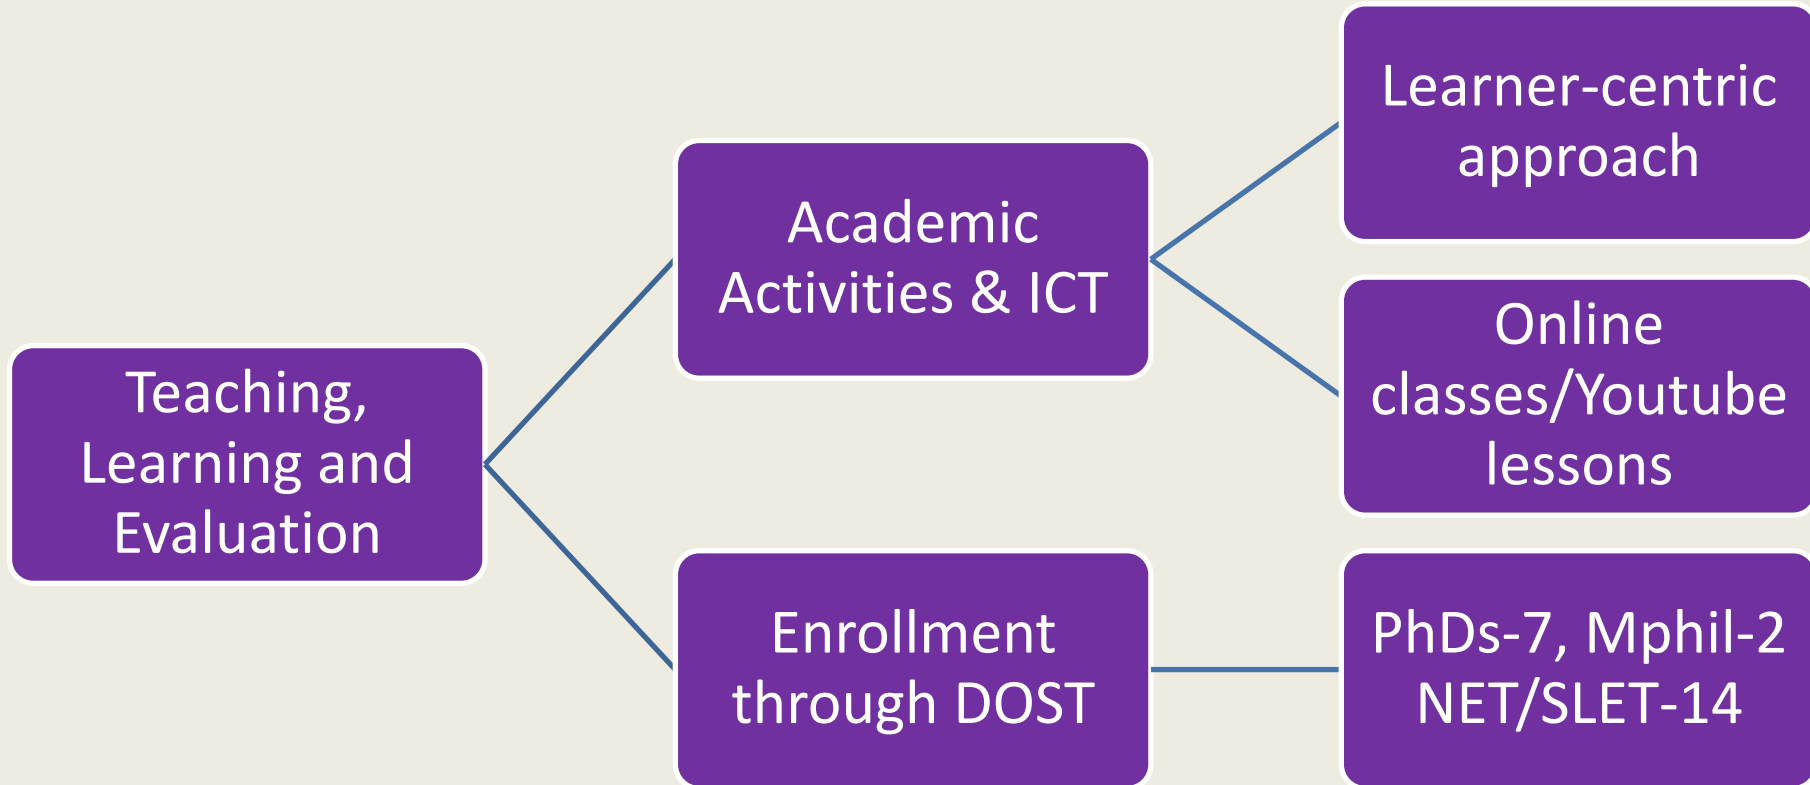 Teaching,
Learning and
Evaluation
Academic
Activities & ICT
Learner-centric
approach
Online
classes/Youtube
lessons
Enrollment
through DOST
PhDs-7, Mphil-2
NET/SLET-14